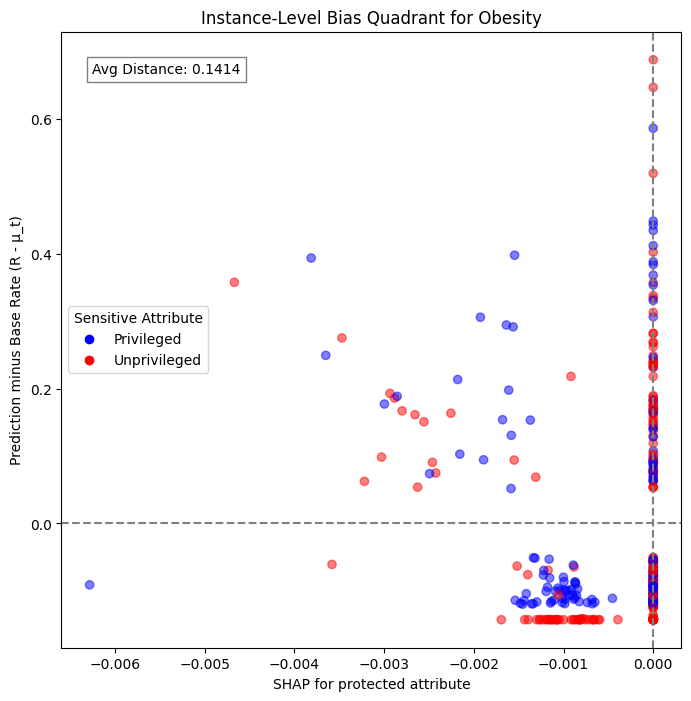 Instance-Level Bias Quadrant for Obesity
Avg Distance: 0.1414
Prediction minus Base Rate (R - μ_t)
0.6
0.4
0.2
0.0
Sensitive Attribute
Privileged
Unprivileged
−0.006
−0.005
−0.004
−0.003
−0.002
−0.001
0.000
SHAP for protected attribute